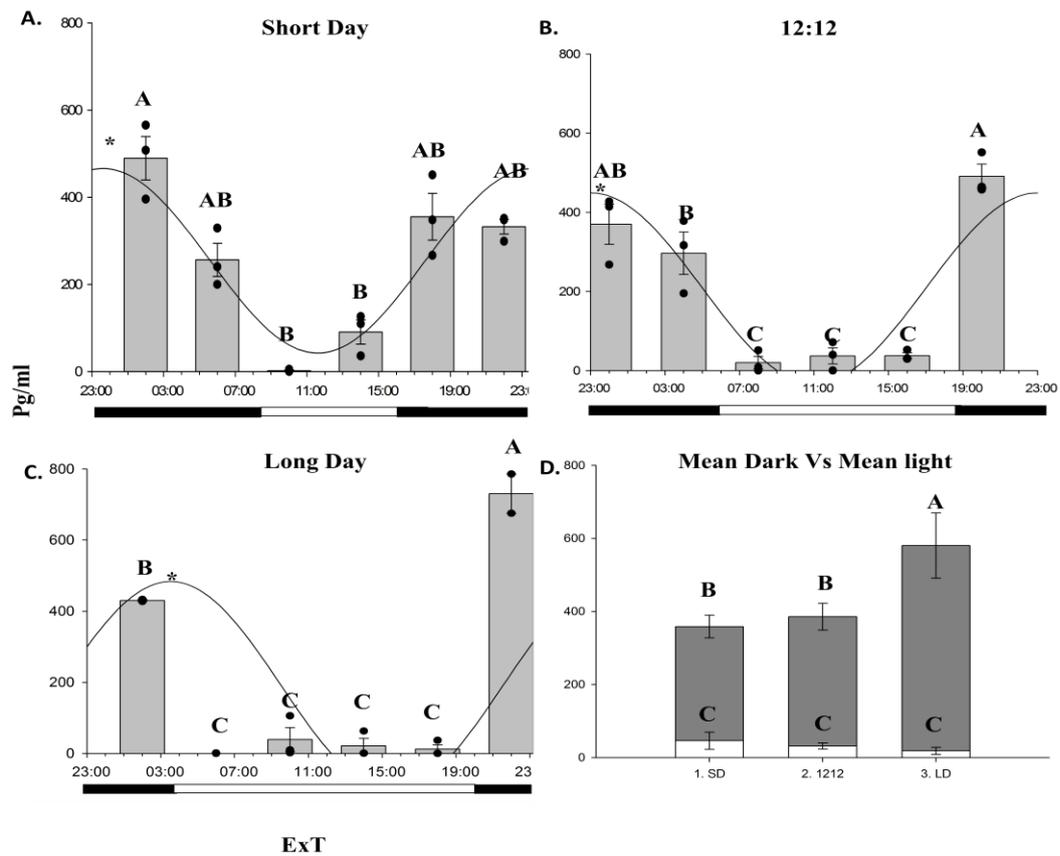 A. Short Day
800
600
400
200
0
A
*
AB
B
B
AB
AB
23:00 03:00 07:00 11:00 15:00 19:00 23:
Pg/ml
B. 12:12
800
600
400
200
0
AB
*
B
C
C
C
A
23:00 03:00 07:00 11:00 15:00 19:00 23:00
C. Long Day
800
600
400
200
0
B
*
C
C
C
C
A
23:00 03:00 07:00 11:00 15:00 19:00 23
ExT
D. Mean Dark Vs Mean light
800
600
400
200
0
B
C
B
C
A
C
1. SD 2. 1212 3. LD